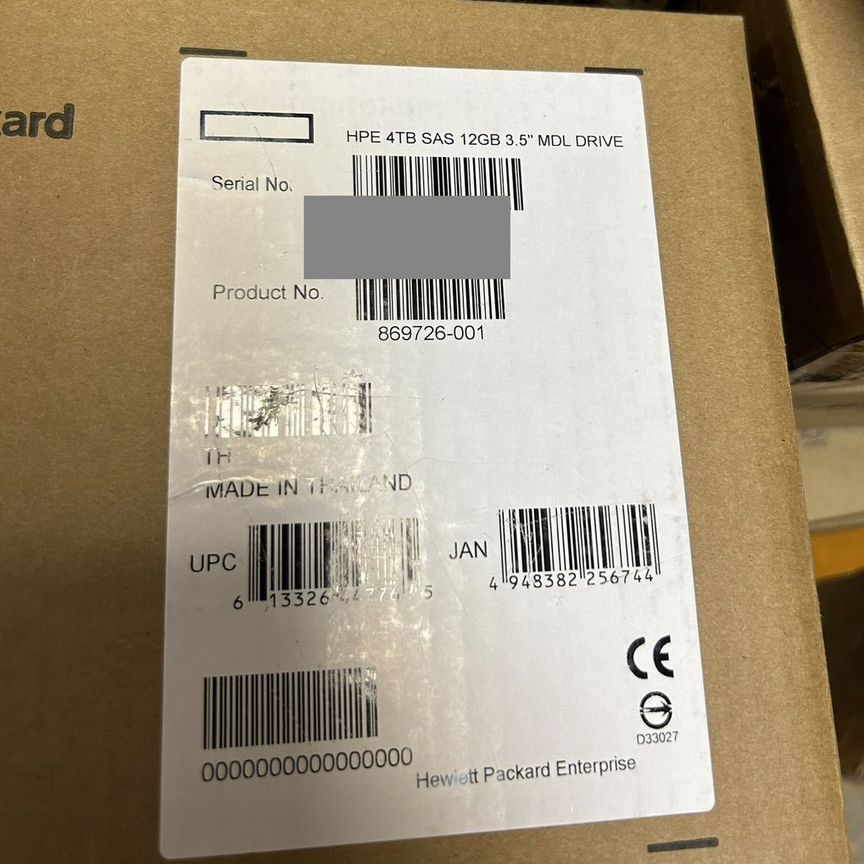 ard
HPE 4TB SAS 12GB 3.5" MDL DRIVE
Serial No.
Product No.
869726-001
TH
MADE IN THAILAND
UPC
JAN
4 948382 256744
CE
D33027
0000000000000000
Hewlett Packard Enterprise